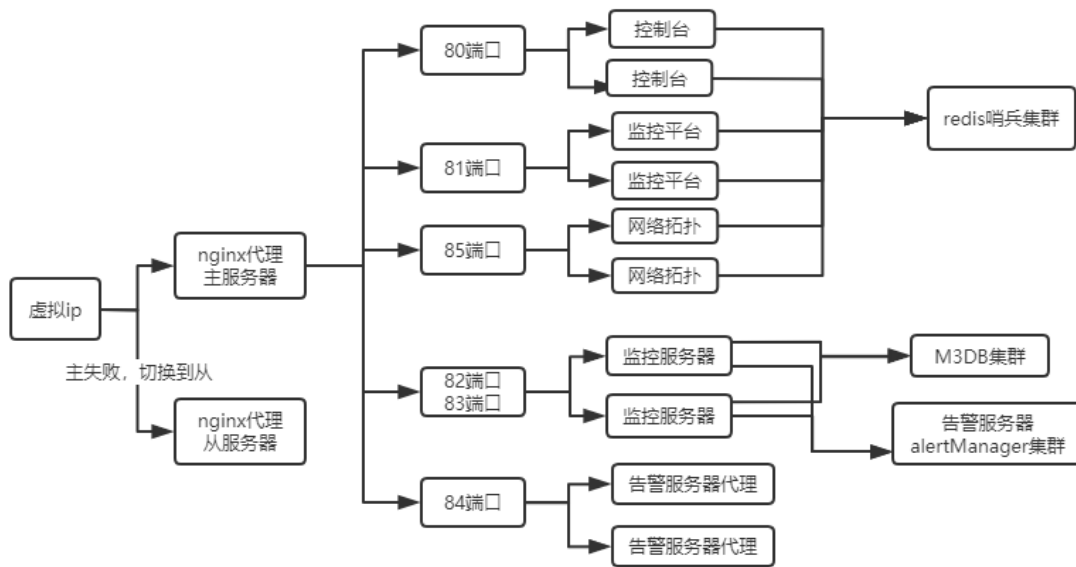 虚拟ip
主失败，切换到从
nginx代理
主服务器
nginx代理
从服务器
80端口
81端口
85端口
82端口
83端口
84端口
控制台
控制台
监控平台
监控平台
网络拓扑
网络拓扑
监控服务器
监控服务器
告警服务器代理
告警服务器代理
redis哨兵集群
M3DB集群
告警服务器
alertManager集群